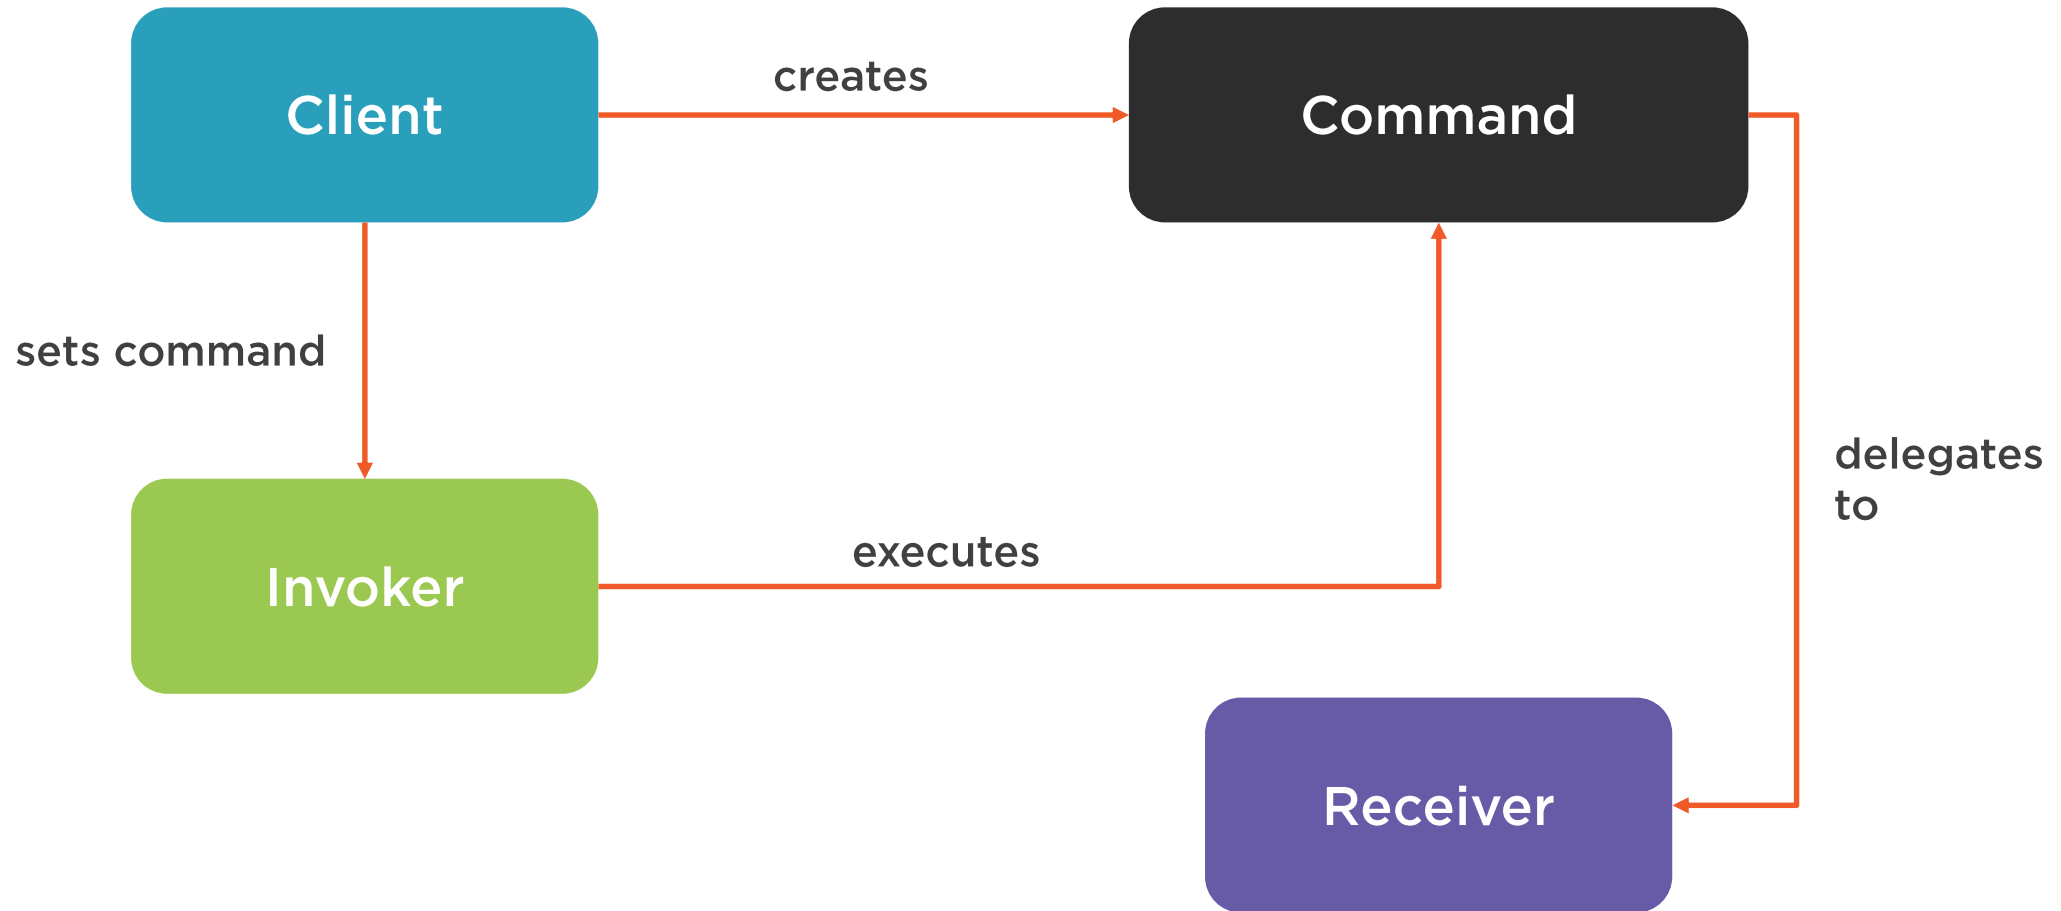 Client
creates
Command
sets command
delegates
to
executes
Invoker
Receiver